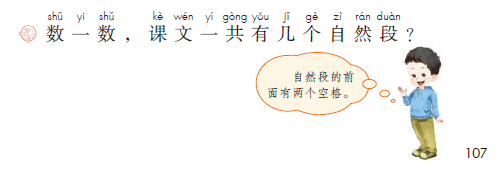 shǔ yi shǔ kè wén yí gòng yǒu jǐ gè zì rán duàn
数一数，课文一共有几个自然段？
自然段的前
面有两个空格。
107